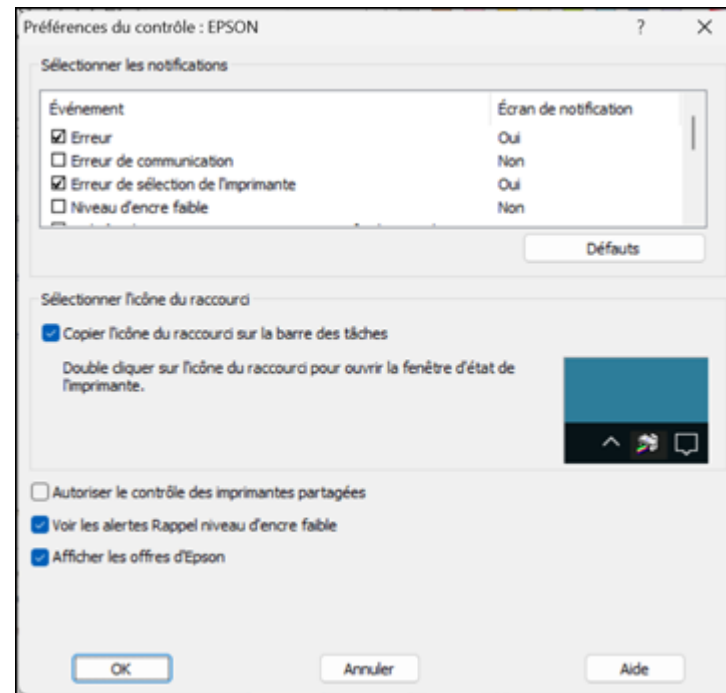 Préférences du contrôle : EPSON
Sélectionner les notifications
Événement Écran de notification
Erreur Oui
Erreur de communication Non
Erreur de sélection de l'imprimante Oui
Niveau d'encre faible Non
Défauts
Sélectionner l'icône du raccourci
Copier l'icône du raccourci sur la barre des tâches
Double cliquer sur l'icône du raccourci pour ouvrir la fenêtre d'état de
l'imprimante.
Autoriser le contrôle des imprimantes partagées
Voir les alertes Rappel niveau d'encre faible
Afficher les offres d'Epson
OK Annuler Aide